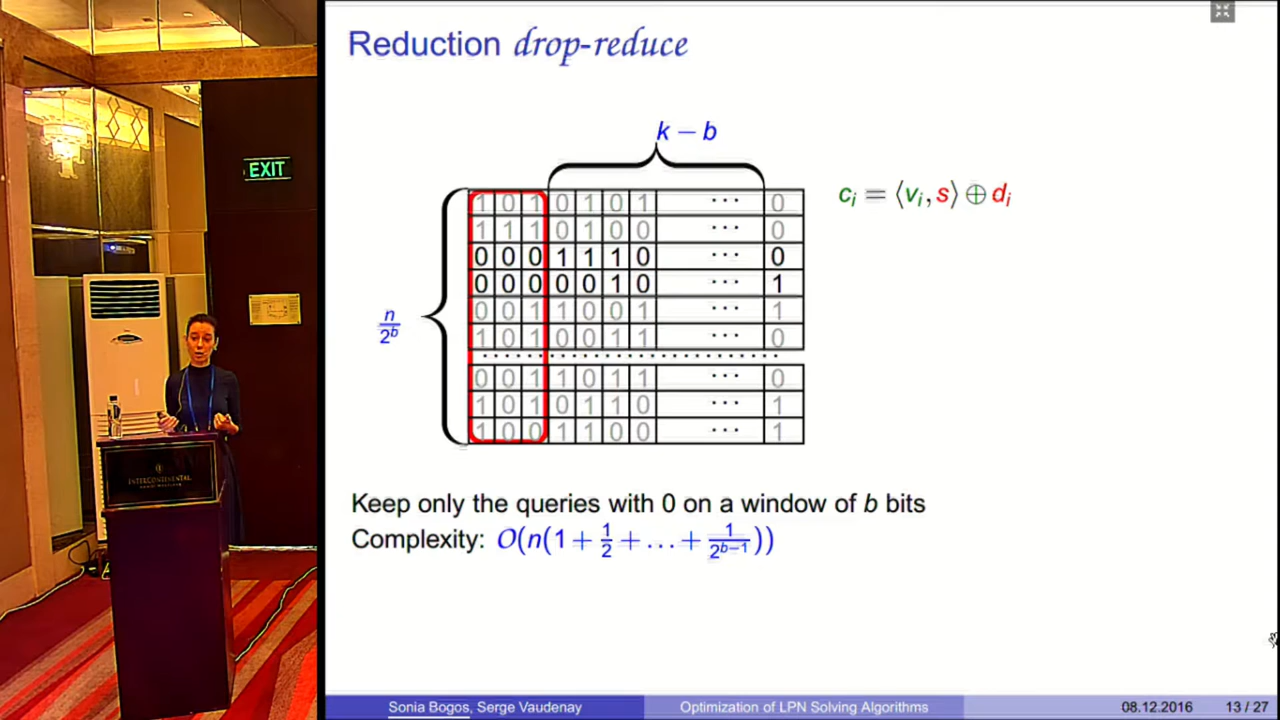 Reduction drop-reduce
k − b
1 0 1 0 1 0 1 ⋯ 0
1 1 1 0 1 0 0 ⋯ 0
0 0 0 1 1 1 0 ⋯ 0
0 0 0 0 0 1 0 ⋯ 1
0 0 1 1 0 0 1 ⋯ 1
1 0 1 0 0 1 1 ⋯ 0
0 0 1 1 0 1 1 ⋯ 0
1 0 1 0 1 1 0 ⋯ 1
1 0 0 1 1 0 0 ⋯ 1
n/2^b
c_i = ⟨v_i, s⟩ ⊕ d_i
Keep only the queries with 0 on a window of b bits
Complexity: O(n(1 + 1/2 + … + 1/2^{b−1}))
EXIT
INTERCONTINENTAL
Sonia Bogos, Serge Vaudenay
Optimization of LPN Solving Algorithms
08.12.2016
13 / 27